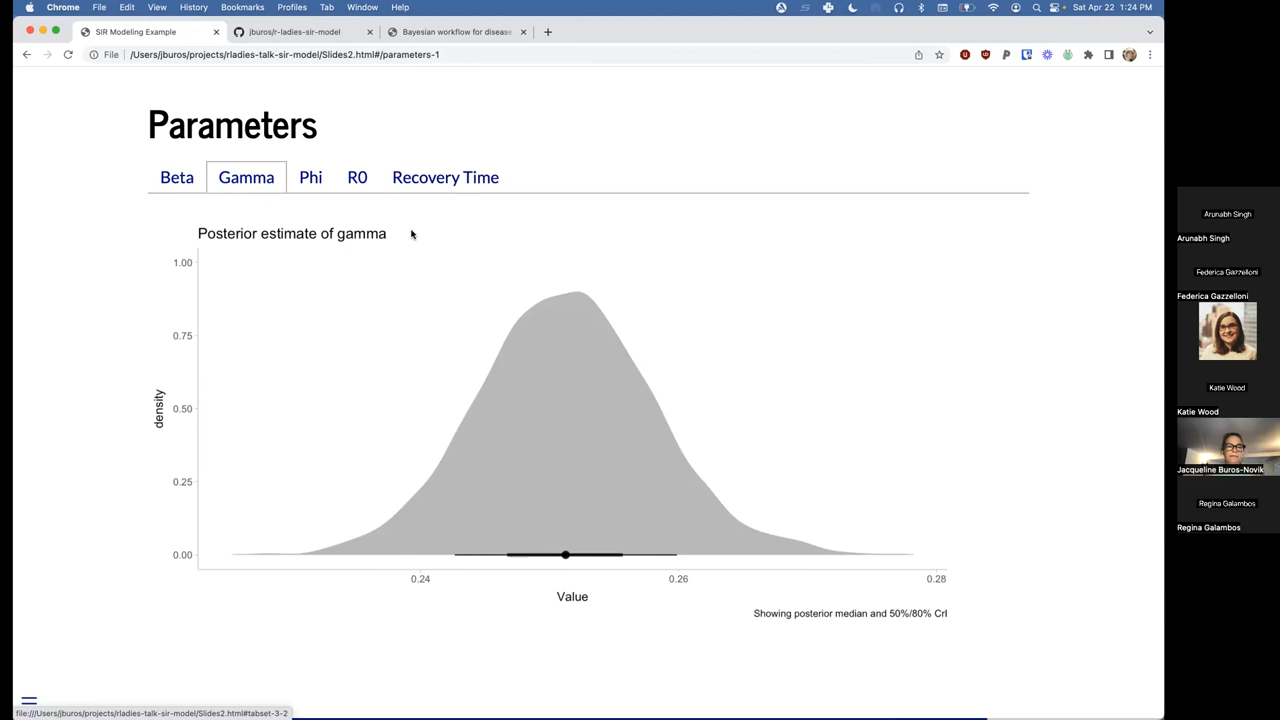 Chrome File Edit View History Bookmarks Profiles Tab Window Help Sat Apr 22 1:24 PM
SIR Modeling Example jburos/r-ladies-sir-model Bayesian workflow for disease
File /Users/jburos/projects/rladies-talk-sir-model/Slides2.html#/parameters-1
Parameters
Beta Gamma Phi R0 Recovery Time
Posterior estimate of gamma
1.00
0.75
0.50
0.25
0.00
density
0.24 0.26 0.28
Value
Showing posterior median and 50%/80% CrI
file:///Users/jburos/projects/rladies-talk-sir-model/Slides2.html#tabset-3-2
Arunabh Singh
Arunabh Singh
Federica Gazzelloni
Federica Gazzelloni
Katie Wood
Katie Wood
Jacqueline Buros-Novik
Regina Galambos
Regina Galambos